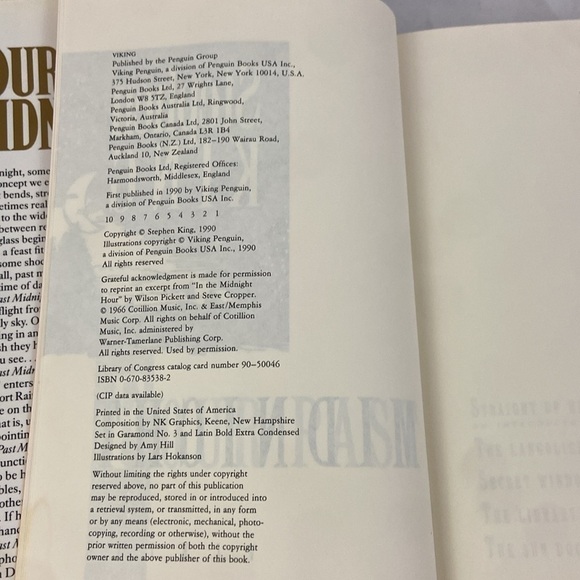 VIKING
Published by the Penguin Group
Viking Penguin, a division of Penguin Books USA Inc.,
375 Hudson Street, New York, New York 10014, U.S.A.
Penguin Books Ltd, 27 Wrights Lane,
London W8 5TZ, England
Penguin Books Australia Ltd, Ringwood,
Victoria, Australia
Penguin Books Canada Ltd, 2801 John Street,
Markham, Ontario, Canada L3R 1B4
Penguin Books (N.Z.) Ltd, 182–190 Wairau Road,
Auckland 10, New Zealand
Penguin Books Ltd, Registered Offices:
Harmondsworth, Middlesex, England
First published in 1990 by Viking Penguin,
a division of Penguin Books USA Inc.
10 9 8 7 6 5 4 3 2 1
Copyright © Stephen King, 1990
Illustrations copyright © Viking Penguin,
a division of Penguin Books USA Inc., 1990
All rights reserved
Grateful acknowledgment is made for permission
to reprint an excerpt from "In the Midnight
Hour" by Wilson Pickett and Steve Cropper.
© 1966 Cotillion Music, Inc. & East/Memphis
Music Corp. All rights on behalf of Cotillion
Music, Inc. administered by
Warner-Tamerlane Publishing Corp.
All rights reserved. Used by permission.
Library of Congress catalog card number 90–50046
ISBN 0-670-83538-2
(CIP data available)
Printed in the United States of America
Composition by NK Graphics, Keene, New Hampshire
Set in Garamond No. 3 and Latin Bold Extra Condensed
Designed by Amy Hill
Illustrations by Lars Hokanson
Without limiting the rights under copyright
reserved above, no part of this publication
may be reproduced, stored in or introduced into
a retrieval system, or transmitted, in any form
or by any means (electronic, mechanical, photo-
copying, recording or otherwise), without the
prior written permission of both the copyright
owner and the above publisher of this book.